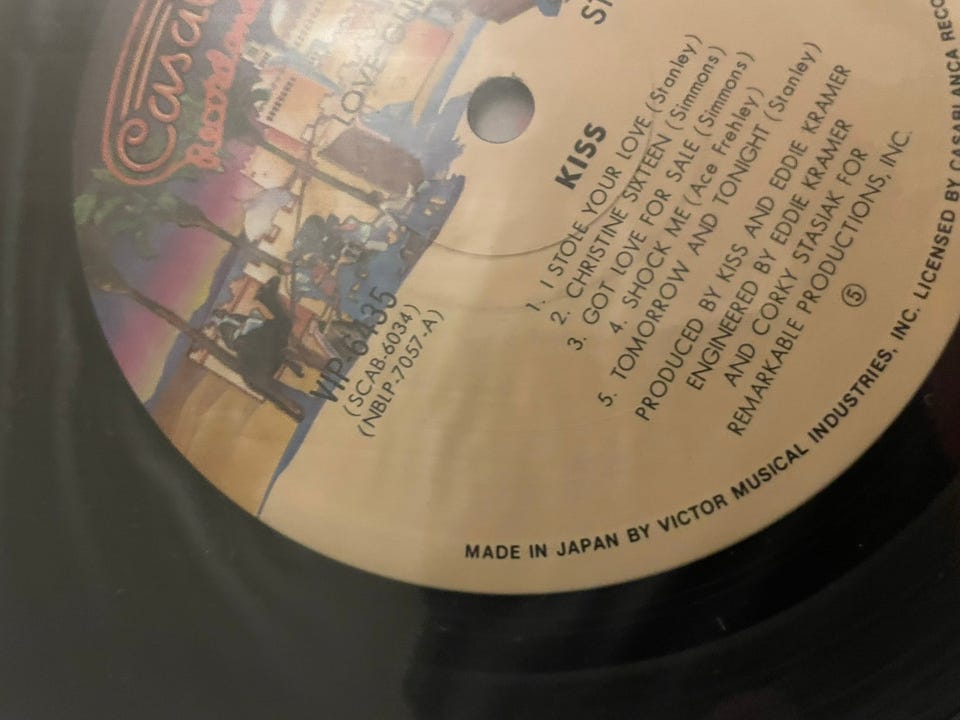 LOVE
KISS
1. I STOLE YOUR LOVE (Stanley)
2. CHRISTINE SIXTEEN (Simmons)
3. GOT LOVE FOR SALE (Simmons)
4. SHOCK ME (Ace Frehley)
5. TOMORROW AND TONIGHT (Stanley)
PRODUCED BY KISS AND EDDIE KRAMER
ENGINEERED BY EDDIE KRAMER
AND CORKY STASIAK FOR
REMARKABLE PRODUCTIONS, INC.
5
VIP-6435
(SCAB-6034)
(NBLP-7057-A)
MADE IN JAPAN BY VICTOR MUSICAL INDUSTRIES, INC. LICENSED BY CASABLANCA